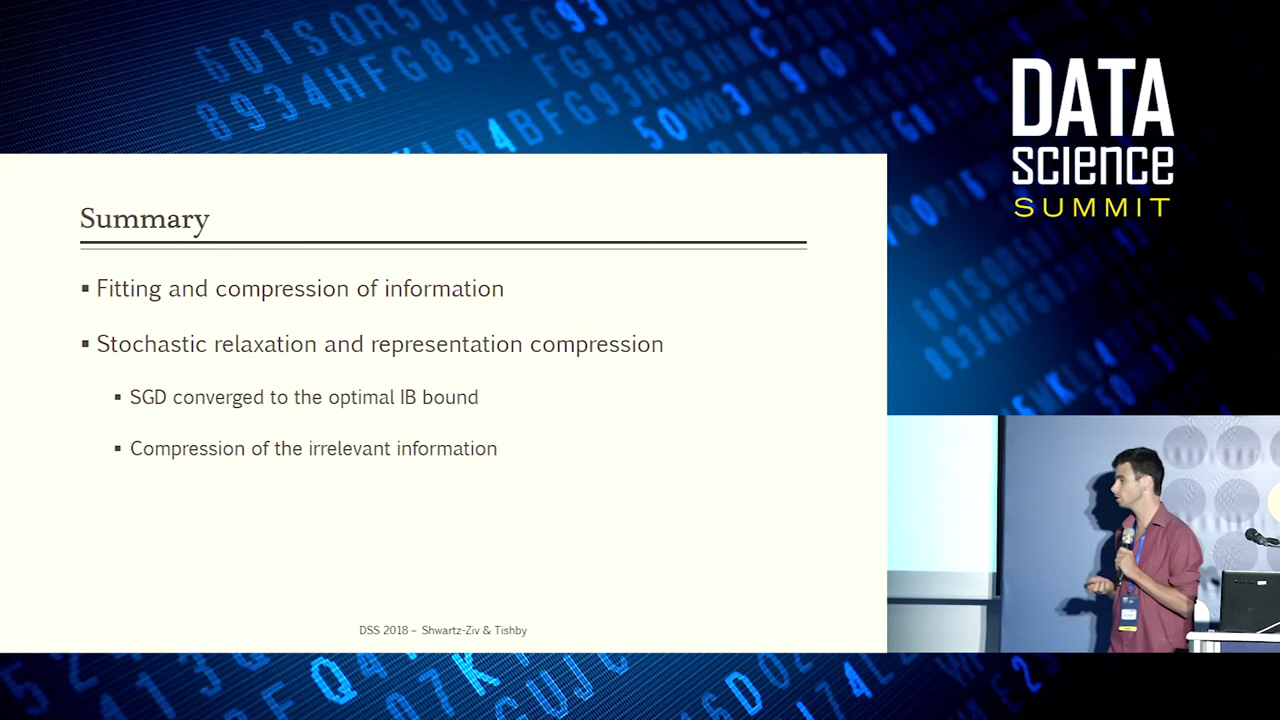 DATA
science
SUMMIT
Summary
▪ Fitting and compression of information
▪ Stochastic relaxation and representation compression
▪ SGD converged to the optimal IB bound
▪ Compression of the irrelevant information
DSS 2018 – Shwartz-Ziv & Tishby